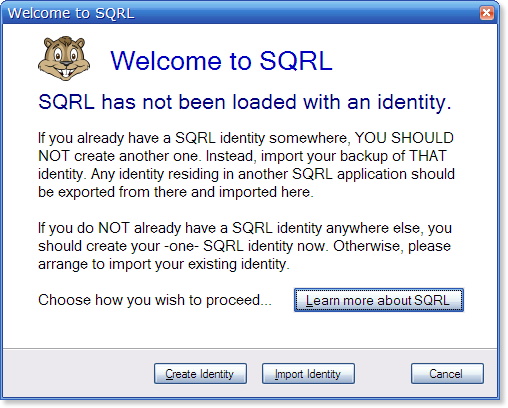 Welcome to SQRL
Welcome to SQRL
SQRL has not been loaded with an identity.
If you already have a SQRL identity somewhere, YOU SHOULD
NOT create another one. Instead, import your backup of THAT
identity. Any identity residing in another SQRL application should
be exported from there and imported here.
If you do NOT already have a SQRL identity anywhere else, you
should create your -one- SQRL identity now. Otherwise, please
arrange to import your existing identity.
Choose how you wish to proceed...
Learn more about SQRL
Create Identity
Import Identity
Cancel